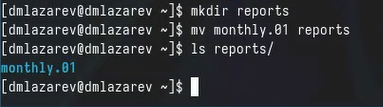 [dmlazarev@dmlazarev ~]$ mkdir reports
[dmlazarev@dmlazarev ~]$ mv monthly.01 reports
[dmlazarev@dmlazarev ~]$ ls reports/
monthly.01
[dmlazarev@dmlazarev ~]$